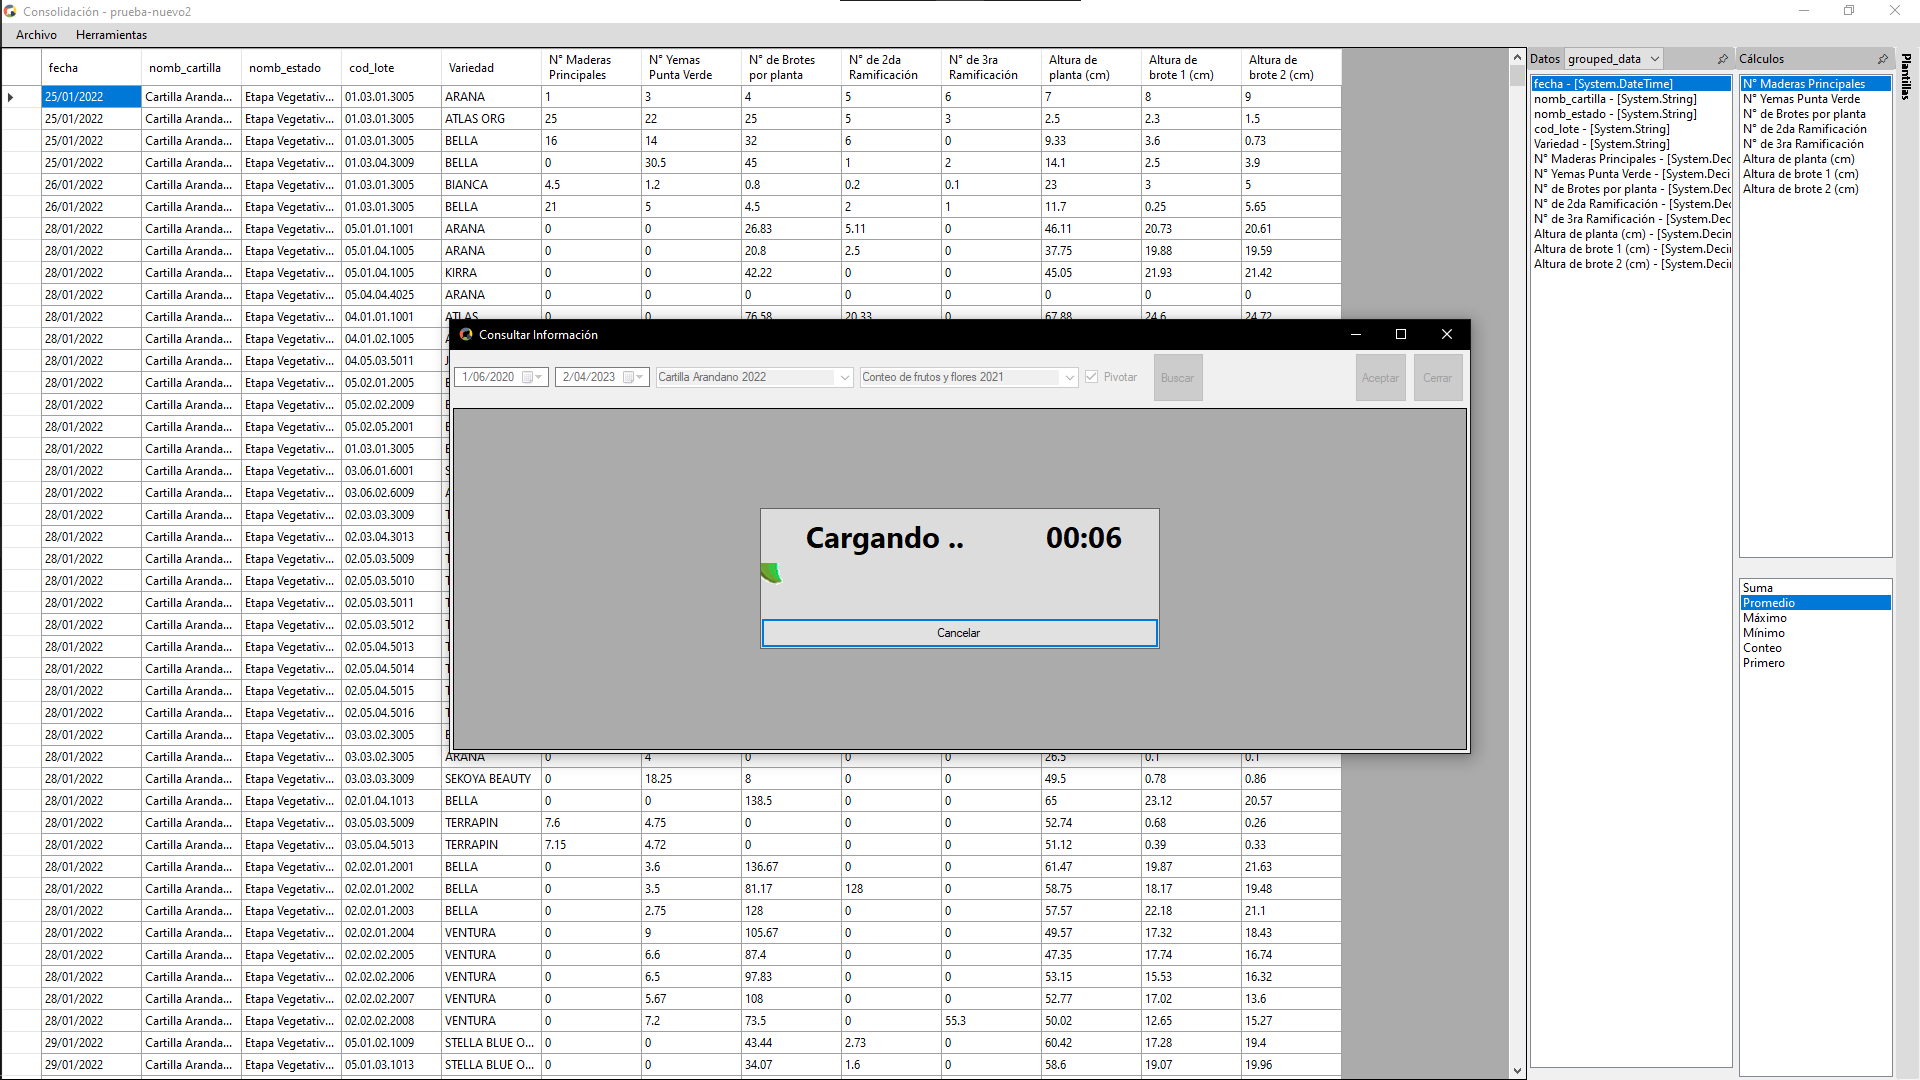 Consolidación - prueba-nuevo2
Archivo Herramientas
fecha nomb_cartilla nomb_estado cod_lote Variedad N° Maderas Principales N° Yemas Punta Verde N° de Brotes por planta N° de 2da Ramificación N° de 3ra Ramificación Altura de planta (cm) Altura de brote 1 (cm) Altura de brote 2 (cm)
25/01/2022 Cartilla Aranda... Etapa Vegetativ... 01.03.01.3005 ARANA 1 3 4 5 6 7 8 9
25/01/2022 Cartilla Aranda... Etapa Vegetativ... 01.03.01.3005 ATLAS ORG 25 22 25 5 3 2.5 2.3 1.5
25/01/2022 Cartilla Aranda... Etapa Vegetativ... 01.03.01.3005 BELLA 16 14 32 6 0 9.33 3.6 0.73
25/01/2022 Cartilla Aranda... Etapa Vegetativ... 01.03.04.3009 BELLA 0 30.5 45 1 2 14.1 2.5 3.9
26/01/2022 Cartilla Aranda... Etapa Vegetativ... 01.03.01.3005 BIANCA 4.5 1.2 0.8 0.2 0.1 23 3 5
26/01/2022 Cartilla Aranda... Etapa Vegetativ... 01.03.01.3005 BELLA 21 5 4.5 2 1 11.7 0.25 5.65
28/01/2022 Cartilla Aranda... Etapa Vegetativ... 05.01.01.1001 ARANA 0 0 26.83 5.11 0 46.11 20.73 20.61
28/01/2022 Cartilla Aranda... Etapa Vegetativ... 05.01.04.1005 ARANA 0 0 20.8 2.5 0 37.75 19.88 19.59
28/01/2022 Cartilla Aranda... Etapa Vegetativ... 05.01.04.1005 KIRRA 0 0 42.22 0 0 45.05 21.93 21.42
28/01/2022 Cartilla Aranda... Etapa Vegetativ... 05.04.04.4025 ARANA 0 0 0 0 0 0 0 0
28/01/2022 Cartilla Aranda... Etapa Vegetativ... 04.01.01.1001 ATLAS 0 0 76.58 20.33 0 67.88 24.6 24.72
28/01/2022 Cartilla Aranda... Etapa Vegetativ... 04.01.02.1005
28/01/2022 Cartilla Aranda... Etapa Vegetativ... 04.05.03.5011
28/01/2022 Cartilla Aranda... Etapa Vegetativ... 05.02.01.2005
28/01/2022 Cartilla Aranda... Etapa Vegetativ... 05.02.02.2009
28/01/2022 Cartilla Aranda... Etapa Vegetativ... 05.02.05.2001
28/01/2022 Cartilla Aranda... Etapa Vegetativ... 01.03.01.3005
28/01/2022 Cartilla Aranda... Etapa Vegetativ... 03.06.01.6001
28/01/2022 Cartilla Aranda... Etapa Vegetativ... 03.06.02.6009
28/01/2022 Cartilla Aranda... Etapa Vegetativ... 02.03.03.3009
28/01/2022 Cartilla Aranda... Etapa Vegetativ... 02.03.04.3013
28/01/2022 Cartilla Aranda... Etapa Vegetativ... 02.05.03.5009
28/01/2022 Cartilla Aranda... Etapa Vegetativ... 02.05.03.5010
28/01/2022 Cartilla Aranda... Etapa Vegetativ... 02.05.03.5011
28/01/2022 Cartilla Aranda... Etapa Vegetativ... 02.05.03.5012
28/01/2022 Cartilla Aranda... Etapa Vegetativ... 02.05.04.5013
28/01/2022 Cartilla Aranda... Etapa Vegetativ... 02.05.04.5014
28/01/2022 Cartilla Aranda... Etapa Vegetativ... 02.05.04.5015
28/01/2022 Cartilla Aranda... Etapa Vegetativ... 02.05.04.5016
28/01/2022 Cartilla Aranda... Etapa Vegetativ... 03.03.02.3005
28/01/2022 Cartilla Aranda... Etapa Vegetativ... 03.03.02.3005 ARANA 0 4 0 0 0 26.5 0.1 0.1
28/01/2022 Cartilla Aranda... Etapa Vegetativ... 03.03.03.3009 SEKOYA BEAUTY 0 18.25 8 0 0 49.5 0.78 0.86
28/01/2022 Cartilla Aranda... Etapa Vegetativ... 02.01.04.1013 BELLA 0 0 138.5 0 0 65 23.12 20.57
28/01/2022 Cartilla Aranda... Etapa Vegetativ... 03.05.03.5009 TERRAPIN 7.6 4.75 0 0 0 52.74 0.68 0.26
28/01/2022 Cartilla Aranda... Etapa Vegetativ... 03.05.04.5013 TERRAPIN 7.15 4.72 0 0 0 51.12 0.39 0.33
28/01/2022 Cartilla Aranda... Etapa Vegetativ... 02.02.01.2001 BELLA 0 3.6 136.67 0 0 61.47 19.87 21.63
28/01/2022 Cartilla Aranda... Etapa Vegetativ... 02.02.01.2002 BELLA 0 3.5 81.17 128 0 58.75 18.17 19.48
28/01/2022 Cartilla Aranda... Etapa Vegetativ... 02.02.01.2003 BELLA 0 2.75 128 0 0 57.57 22.18 21.1
28/01/2022 Cartilla Aranda... Etapa Vegetativ... 02.02.01.2004 VENTURA 0 9 105.67 0 0 49.57 17.32 18.43
28/01/2022 Cartilla Aranda... Etapa Vegetativ... 02.02.02.2005 VENTURA 0 6.6 87.4 0 0 47.35 17.74 16.74
28/01/2022 Cartilla Aranda... Etapa Vegetativ... 02.02.02.2006 VENTURA 0 6.5 97.83 0 0 53.15 15.53 16.32
28/01/2022 Cartilla Aranda... Etapa Vegetativ... 02.02.02.2007 VENTURA 0 5.67 108 0 0 52.77 17.02 13.6
28/01/2022 Cartilla Aranda... Etapa Vegetativ... 02.02.02.2008 VENTURA 0 7.2 73.5 0 55.3 50.02 12.65 15.27
29/01/2022 Cartilla Aranda... Etapa Vegetativ... 05.01.02.1009 STELLA BLUE O... 0 0 43.44 2.73 0 60.42 17.28 19.4
29/01/2022 Cartilla Aranda... Etapa Vegetativ... 05.01.03.1013 STELLA BLUE O... 0 0 34.07 1.6 0 58.6 19.07 19.96
Consultar Información
1/06/2020 2/04/2023 Cartilla Arandano 2022 Conteo de frutos y flores 2021 Pivotar Buscar Aceptar Cerrar
Cargando .. 00:06
Cancelar
Datos grouped_data
fecha - [System.DateTime]
nomb_cartilla - [System.String]
nomb_estado - [System.String]
cod_lote - [System.String]
Variedad - [System.String]
N° Maderas Principales - [System.Dec
N° Yemas Punta Verde - [System.Deci
N° de Brotes por planta - [System.Dec
N° de 2da Ramificación - [System.Dec
N° de 3ra Ramificación - [System.Dec
Altura de planta (cm) - [System.Decin
Altura de brote 1 (cm) - [System.Deci
Altura de brote 2 (cm) - [System.Deci
Cálculos
N° Maderas Principales
N° Yemas Punta Verde
N° de Brotes por planta
N° de 2da Ramificación
N° de 3ra Ramificación
Altura de planta (cm)
Altura de brote 1 (cm)
Altura de brote 2 (cm)
Suma
Promedio
Máximo
Mínimo
Conteo
Primero
Plantillas